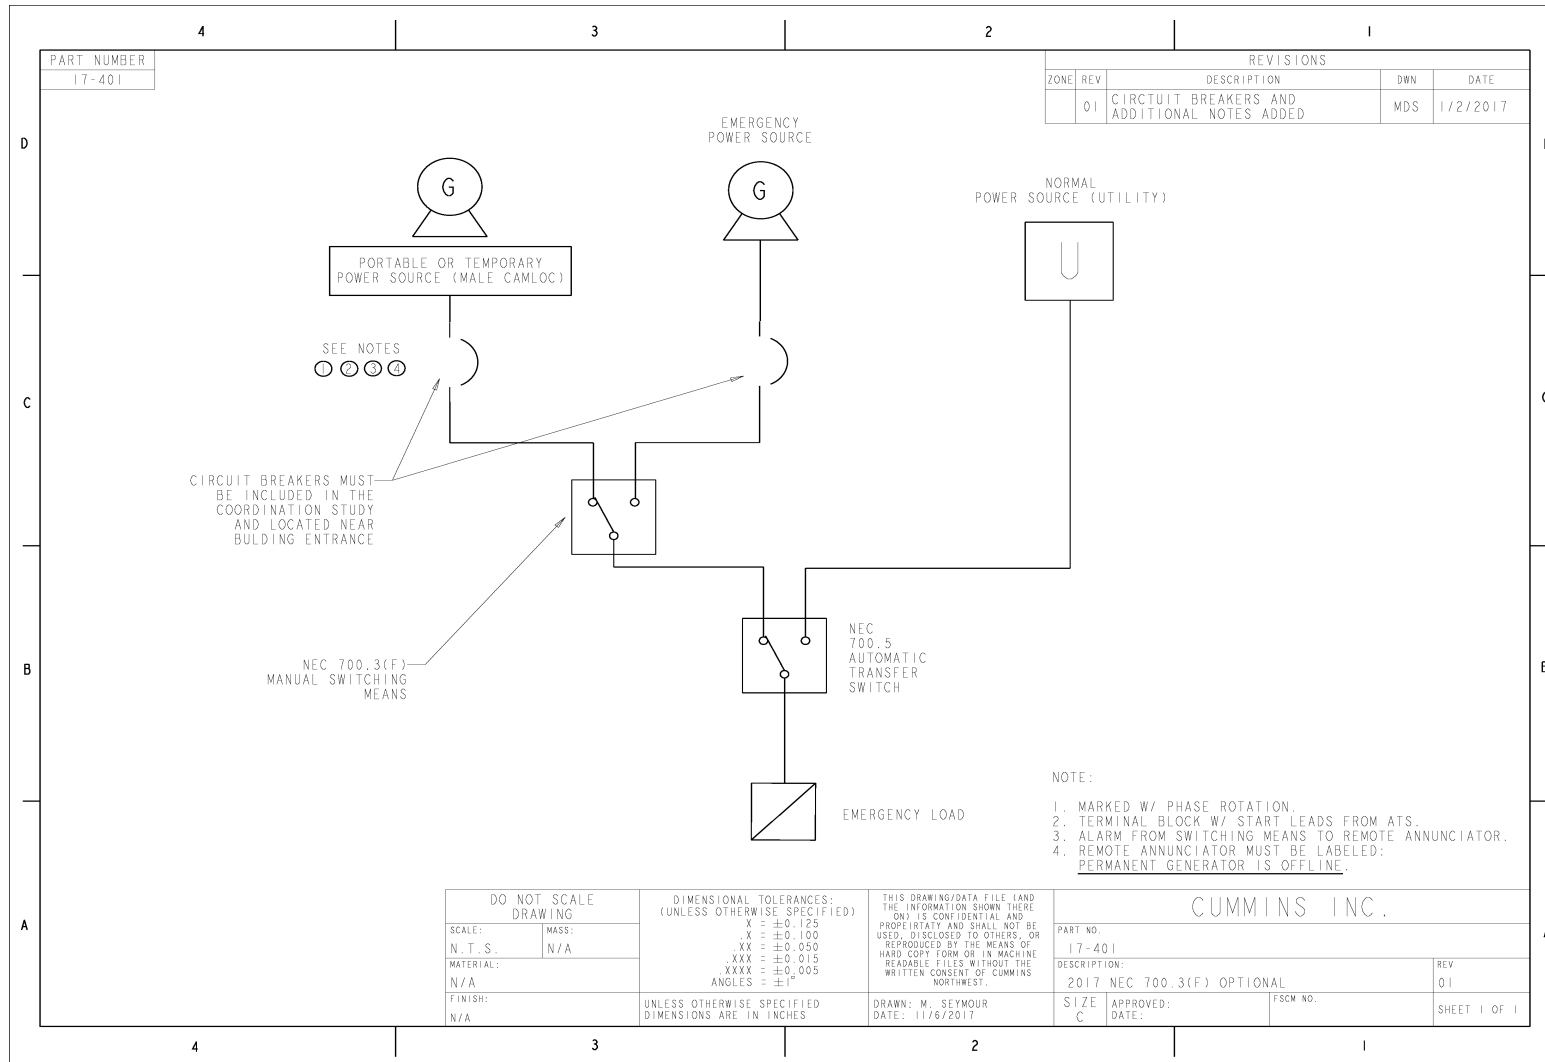 4
3
2
1
PART NUMBER
17-401
REVISIONS
ZONE REV DESCRIPTION DWN DATE
01 CIRCTUIT BREAKERS AND
ADDITIONAL NOTES ADDED
MDS 1/2/2017
D
EMERGENCY
POWER SOURCE
G
G
NORMAL
POWER SOURCE (UTILITY)
U
PORTABLE OR TEMPORARY
POWER SOURCE (MALE CAMLOC)
SEE NOTES
1 2 3 4
C
C
CIRCUIT BREAKERS MUST
BE INCLUDED IN THE
COORDINATION STUDY
AND LOCATED NEAR
BULDING ENTRANCE
NEC
700.5
AUTOMATIC
TRANSFER
SWITCH
B
NEC 700.3(F)
MANUAL SWITCHING
MEANS
EMERGENCY LOAD
NOTE:
1. MARKED W/ PHASE ROTATION.
2. TERMINAL BLOCK W/ START LEADS FROM ATS.
3. ALARM FROM SWITCHING MEANS TO REMOTE ANNUNCIATOR.
4. REMOTE ANNUNCIATOR MUST BE LABELED:
PERMANENT GENERATOR IS OFFLINE.
A
DO NOT SCALE
DRAWING
SCALE:
N.T.S.
MASS:
N/A
MATERIAL:
N/A
FINISH:
N/A
DIMENSIONAL TOLERANCES:
(UNLESS OTHERWISE SPECIFIED)
X = ±0.125
.X = ±0.100
.XX = ±0.050
.XXX = ±0.015
.XXXX = ±0.005
ANGLES = ±1°
UNLESS OTHERWISE SPECIFIED
DIMENSIONS ARE IN INCHES
THIS DRAWING/DATA FILE (AND
THE INFORMATION SHOWN THERE
ON) IS CONFIDENTIAL AND
PROPEIRTATY AND SHALL NOT BE
USED, DISCLOSED TO OTHERS, OR
REPRODUCED BY THE MEANS OF
HARD COPY FORM OR IN MACHINE
READABLE FILES WITHOUT THE
WRITTEN CONSENT OF CUMMINS
NORTHWEST.
DRAWN: M. SEYMOUR
DATE: 11/6/2017
CUMMINS INC.
PART NO.
17-401
DESCRIPTION:
2017 NEC 700.3(F) OPTIONAL
REV
01
SIZE
C
APPROVED:
DATE:
FSCM NO.
SHEET 1 OF 1
4
3
2
1